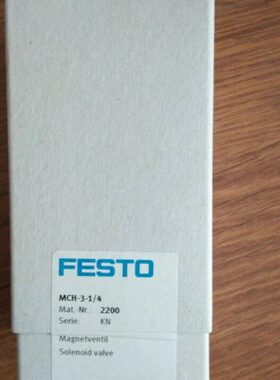 FESTO
MCH-3-1/4
Mat.-Nr.: 2200
Serie: KN
Magnetventil
Solenoid valve